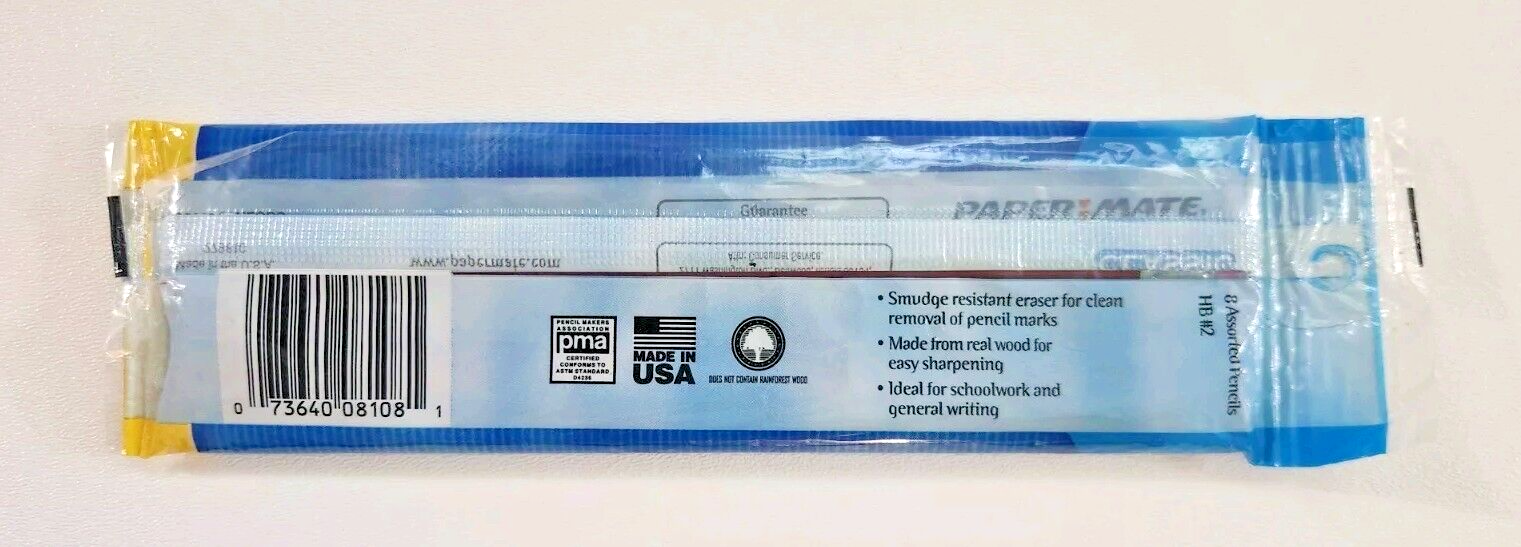 Guarantee
PAPER:MATE.
Made in the U.S.A.
www.papermate.com
Attn: Consumer Service,
PENCIL MAKERS
ASSOCIATION
pma
CERTIFIED
CONFORMS TO
ASTM STANDARD
D4236
MADE IN
USA
DOES NOT CONTAIN RAINFOREST WOOD
• Smudge resistant eraser for clean
removal of pencil marks
• Made from real wood for
easy sharpening
• Ideal for schoolwork and
general writing
8 Assorted Pencils
HB #2
0 73640 08108 1